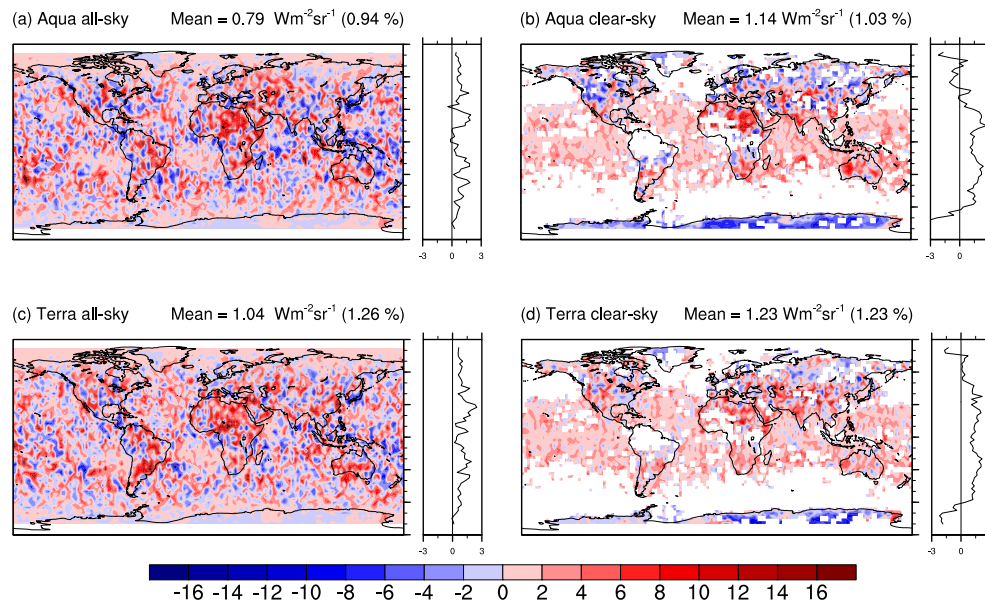 (a) Aqua all-sky Mean = 0.79 Wm⁻²sr⁻¹ (0.94 %)
(b) Aqua clear-sky Mean = 1.14 Wm⁻²sr⁻¹ (1.03 %)
-3 0 3
-3 0
(c) Terra all-sky Mean = 1.04 Wm⁻²sr⁻¹ (1.26 %)
(d) Terra clear-sky Mean = 1.23 Wm⁻²sr⁻¹ (1.23 %)
-3 0 3
-3 0
-16 -14 -12 -10 -8 -6 -4 -2 0 2 4 6 8 10 12 14 16